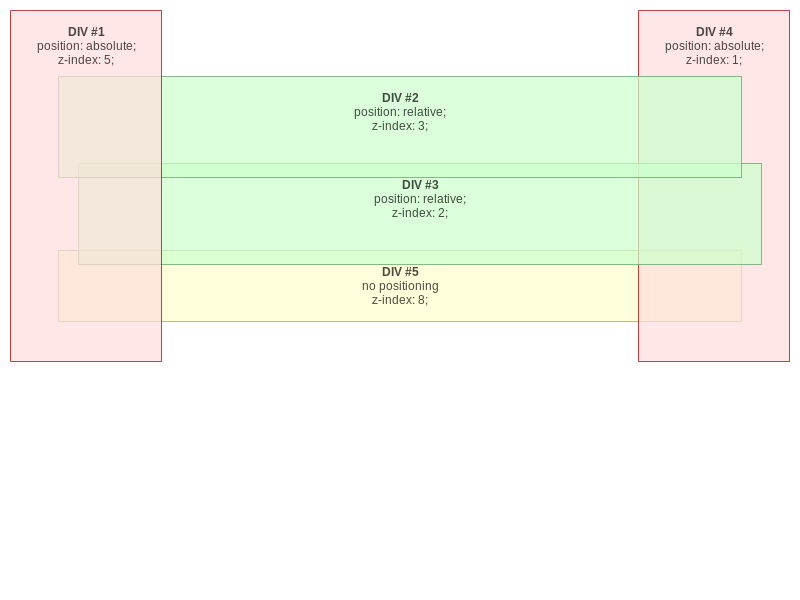 DIV #1
position: absolute;
z-index: 5;
DIV #4
position: absolute;
z-index: 1;
DIV #2
position: relative;
z-index: 3;
DIV #3
position: relative;
z-index: 2;
DIV #5
no positioning
z-index: 8;